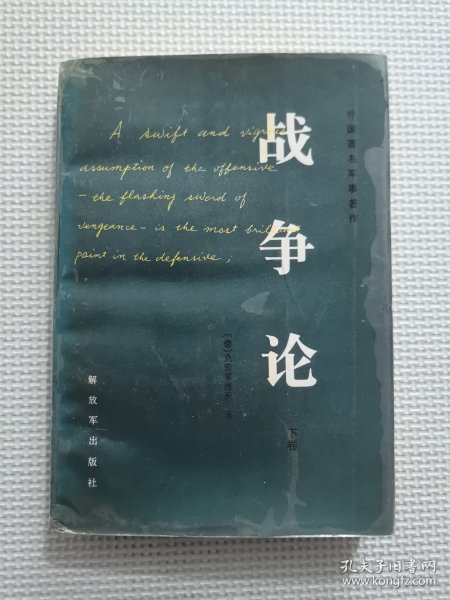 外国著名军事著作
战争论
下卷
A swift and vigorous
assumption of the offensive
— the flashing sword of
vengeance — is the most brilliant
point in the defensive;
〔德〕克劳塞维茨 著
解放军出版社
孔夫子旧书网
www.kongfz.com